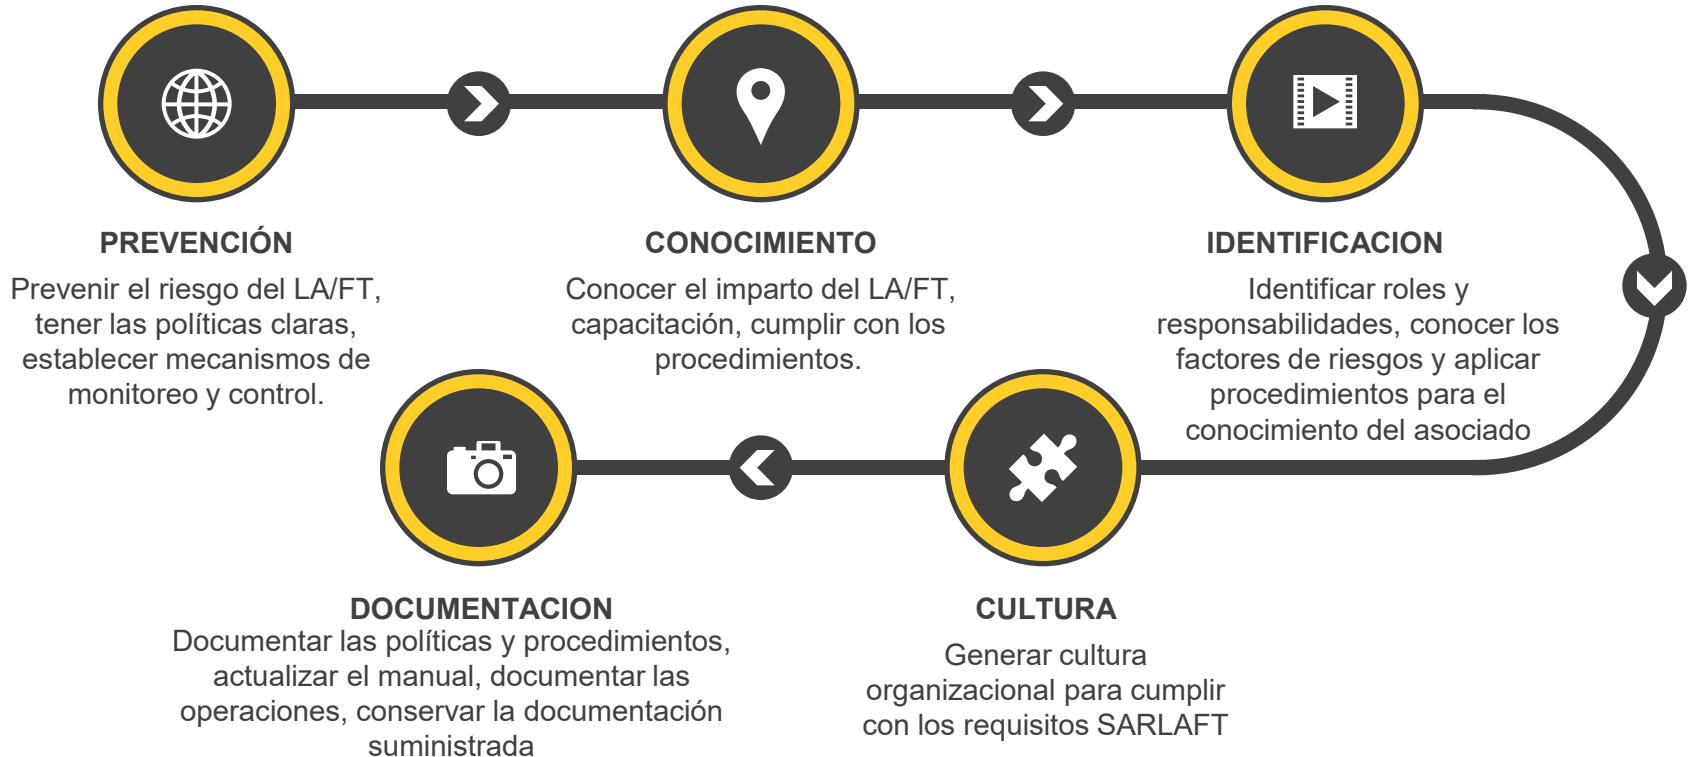 PREVENCIÓN
Prevenir el riesgo del LA/FT,
tener las políticas claras,
establecer mecanismos de
monitoreo y control.
CONOCIMIENTO
Conocer el imparto del LA/FT,
capacitación, cumplir con los
procedimientos.
IDENTIFICACION
Identificar roles y
responsabilidades, conocer los
factores de riesgos y aplicar
procedimientos para el
conocimiento del asociado
CULTURA
Generar cultura
organizacional para cumplir
con los requisitos SARLAFT
DOCUMENTACION
Documentar las políticas y procedimientos,
actualizar el manual, documentar las
operaciones, conservar la documentación
suministrada